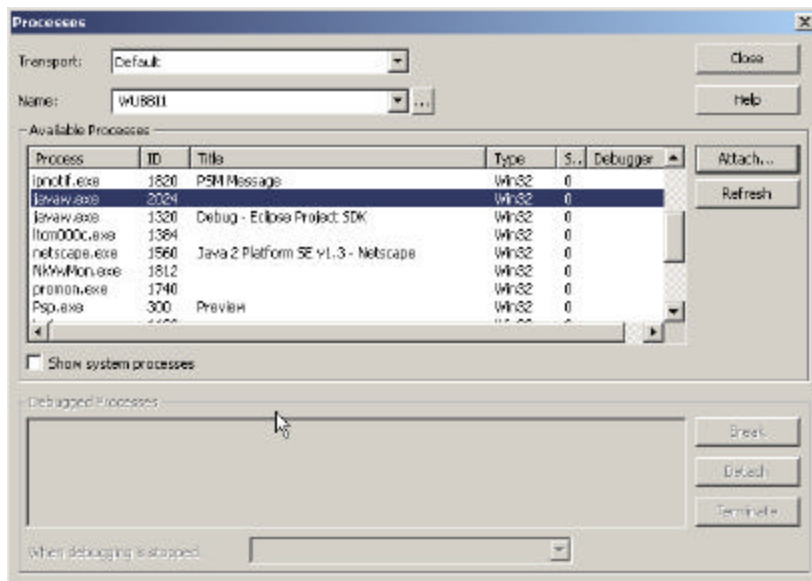 Processes
Transport: Default Close
Name: Help
Available Processes
Process ID Title Type S.. Debugger Attach...
ipnotif.exe 1820 PSM Message Win32 0
javaw.exe 2024 Win32 0 Refresh
javaw.exe 1320 Debug - Eclipse Project SDK Win32 0
ltcm000c.exe 1384 Win32 0
netscape.exe 1560 Java 2 Platform SE v1.3 - Netscape Win32 0
NkVwMon.exe 1812 Win32 0
promon.exe 1740 Win32 0
Psp.exe 300 Preview Win32 0
Show system processes
Debugged Processes
Break
Detach
Terminate
When debugging is stopped: